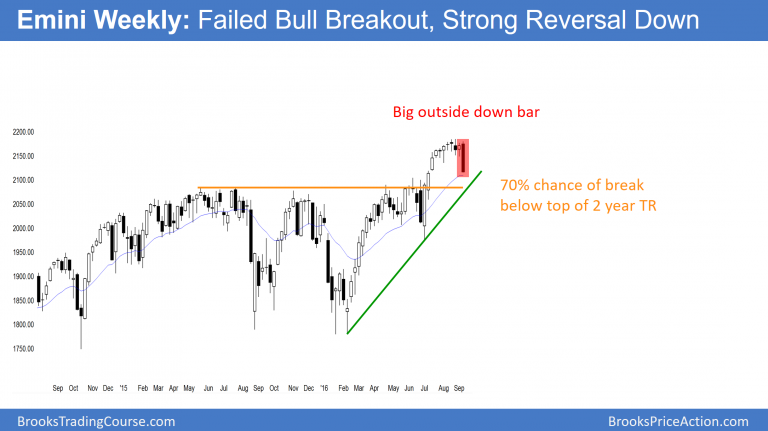 Emini Weekly: Failed Bull Breakout, Strong Reversal Down
Big outside down bar
2200.00
2150.00
2100.00
2050.00
2000.00
1950.00
1900.00
1850.00
1800.00
1750.00
70% chance of break
below top of 2 year TR
Sep Oct Nov Dec '15 Feb Mar Apr May Jun Jul Aug Sep Oct Nov Dec '16 Feb Mar Apr May Jul Aug Sep
BrooksTradingCourse.com
BrooksPriceAction.com